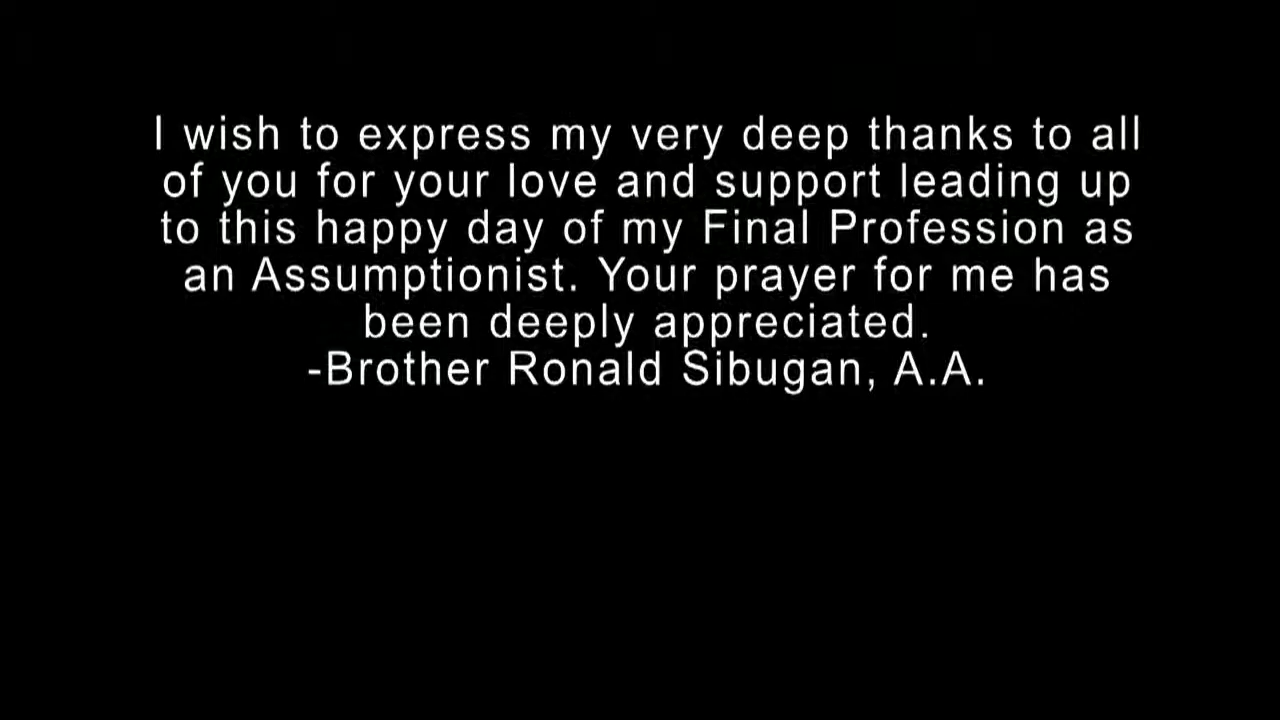 I wish to express my very deep thanks to all
of you for your love and support leading up
to this happy day of my Final Profession as
an Assumptionist. Your prayer for me has
been deeply appreciated.
-Brother Ronald Sibugan, A.A.